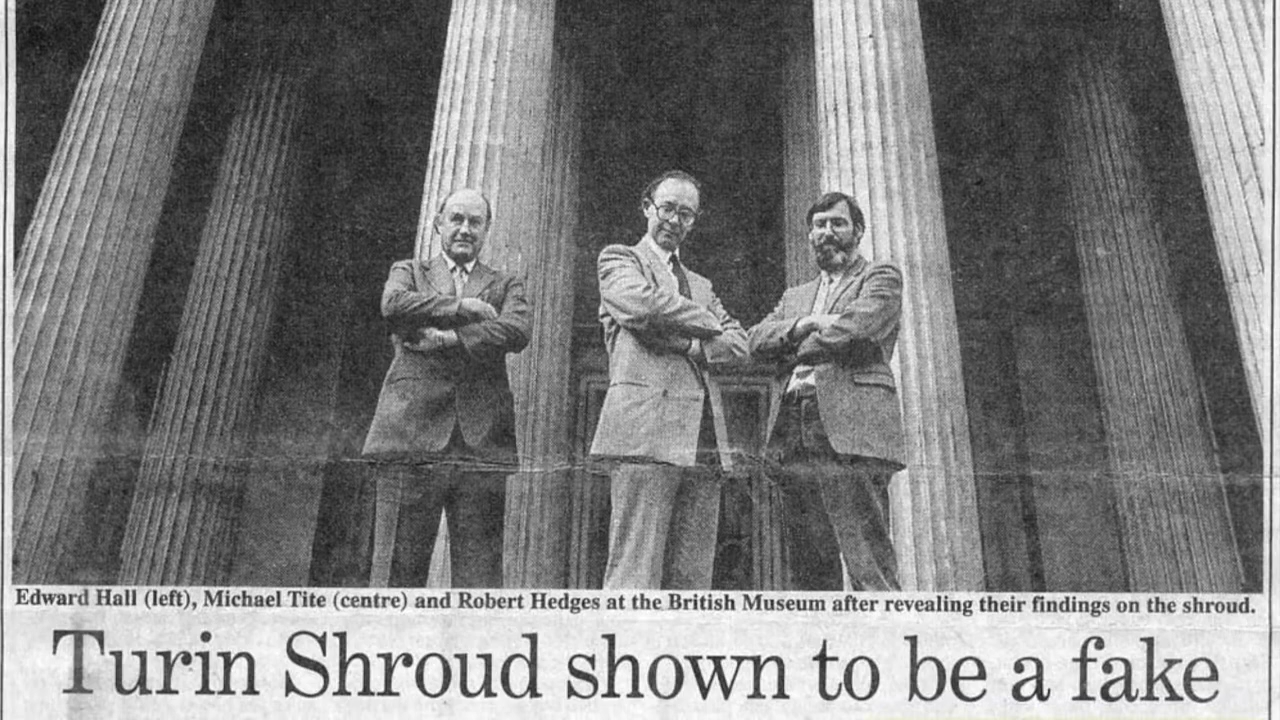 Edward Hall (left), Michael Tite (centre) and Robert Hedges at the British Museum after revealing their findings on the shroud.
Turin Shroud shown to be a fake